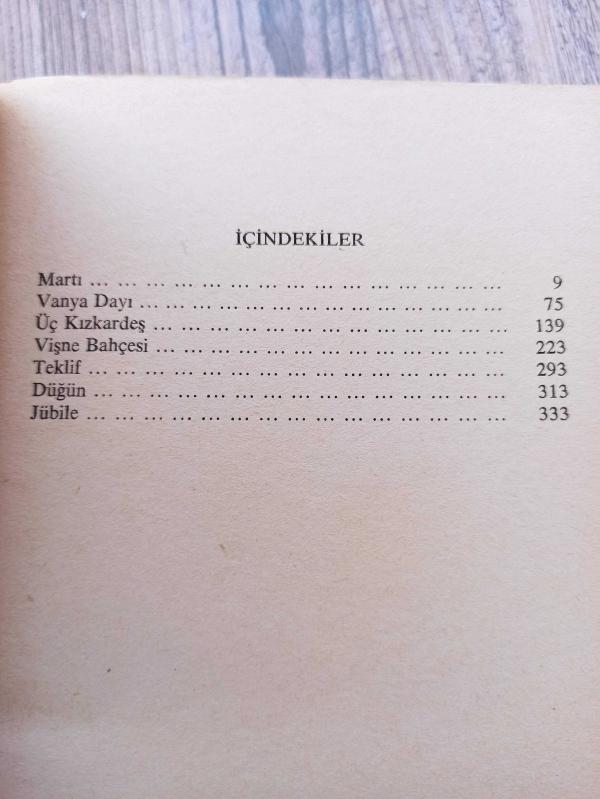 İÇİNDEKİLER
Martı ... ... ... ... ... ... ... ... ... ... ... ... ... ... ... 9
Vanya Dayı ... ... ... ... ... ... ... ... ... ... ... ... ... 75
Üç Kızkardeş ... ... ... ... ... ... ... ... ... ... ... ... ... 139
Vişne Bahçesi ... ... ... ... ... ... ... ... ... ... ... ... ... 223
Teklif ... ... ... ... ... ... ... ... ... ... ... ... ... ... ... 293
Düğün ... ... ... ... ... ... ... ... ... ... ... ... ... ... ... 313
Jübile ... ... ... ... ... ... ... ... ... ... ... ... ... ... ... 333